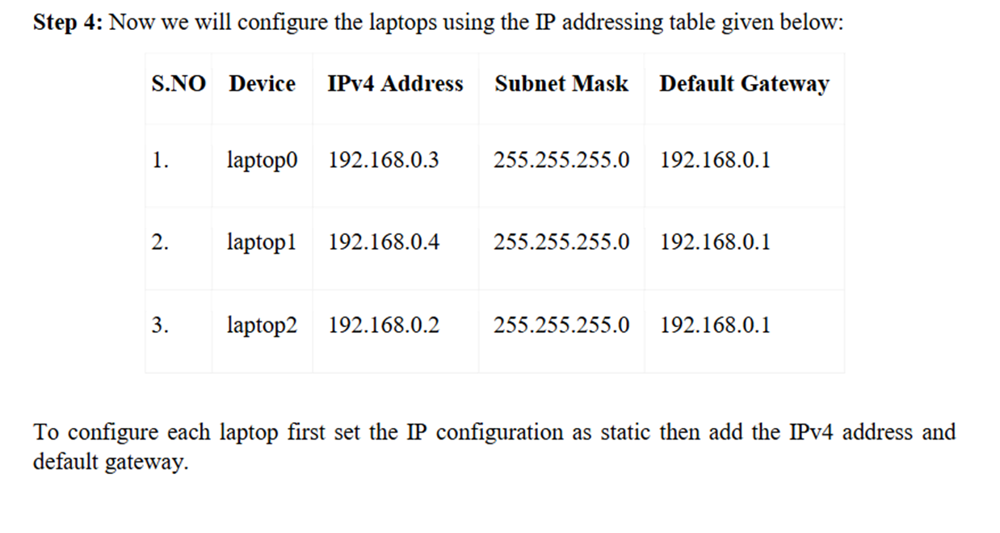 Step 4: Now we will configure the laptops using the IP addressing table given below:
S.NO Device IPv4 Address Subnet Mask Default Gateway
1. laptop0 192.168.0.3 255.255.255.0 192.168.0.1
2. laptop1 192.168.0.4 255.255.255.0 192.168.0.1
3. laptop2 192.168.0.2 255.255.255.0 192.168.0.1
To configure each laptop first set the IP configuration as static then add the IPv4 address and
default gateway.